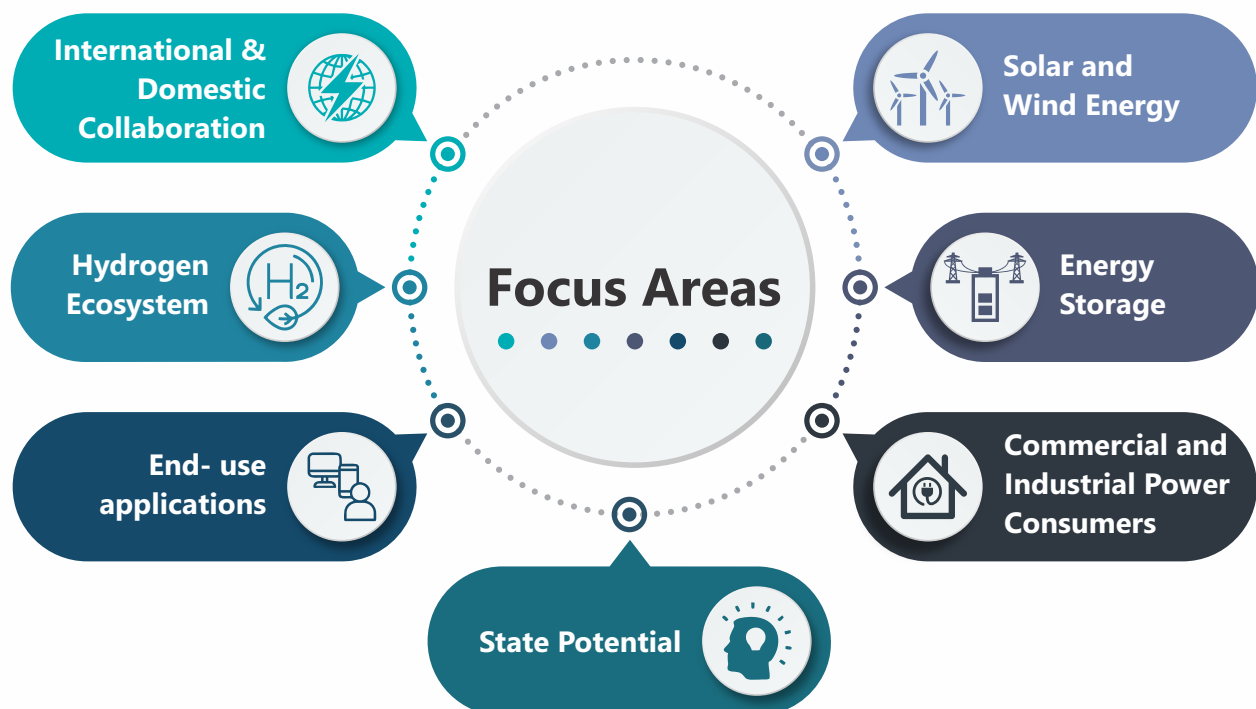 International &
Domestic
Collaboration
Solar and
Wind Energy
Hydrogen
Ecosystem
H2
Focus Areas
Energy
Storage
End- use
applications
Commercial and
Industrial Power
Consumers
State Potential